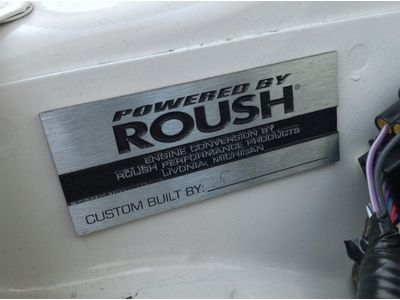 POWERED BY
ROUSH®
ENGINE CONVERSION BY
ROUSH PERFORMANCE PRODUCTS
LIVONIA, MICHIGAN
CUSTOM BUILT BY: